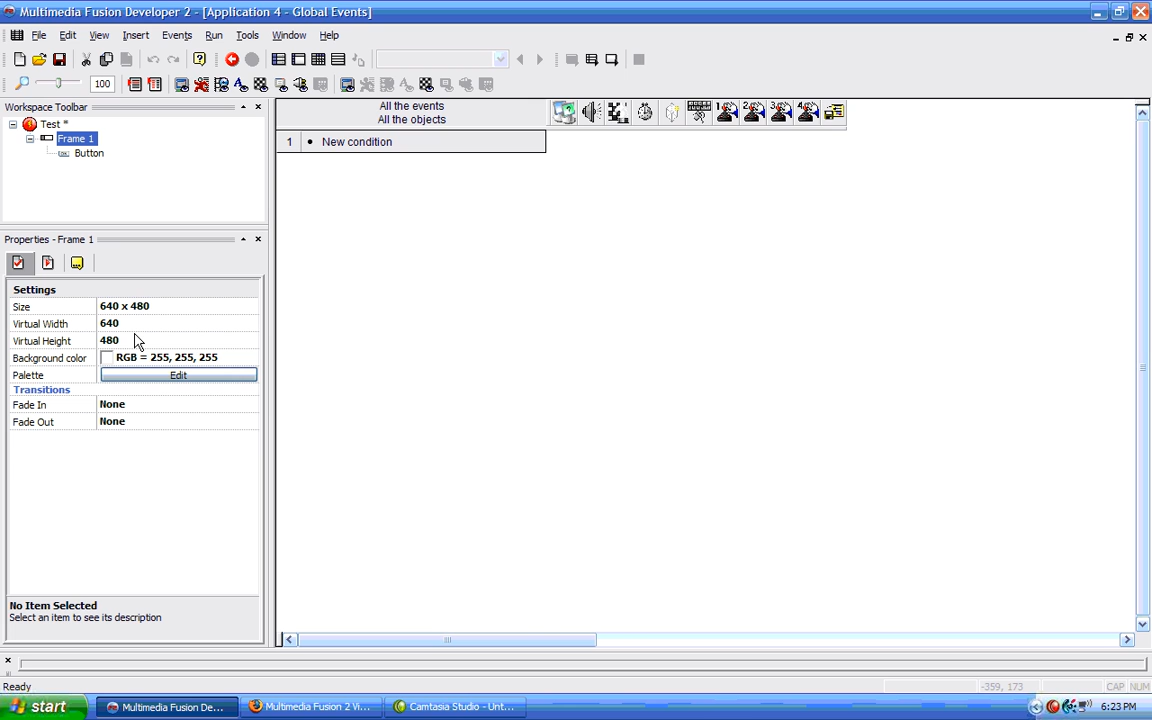 Multimedia Fusion Developer 2 - [Application 4 - Global Events]
File Edit View Insert Events Run Tools Window Help
100
Workspace Toolbar
Test *
Frame 1
Button
All the events
All the objects
1 • New condition
Properties - Frame 1
Settings
Size 640 x 480
Virtual Width 640
Virtual Height 480
Background color RGB = 255, 255, 255
Palette Edit
Transitions
Fade In None
Fade Out None
No Item Selected
Select an item to see its description
Ready -359, 173 CAP NUM
start Multimedia Fusion De... Multimedia Fusion 2 Vi... Camtasia Studio - Unt... 6:23 PM